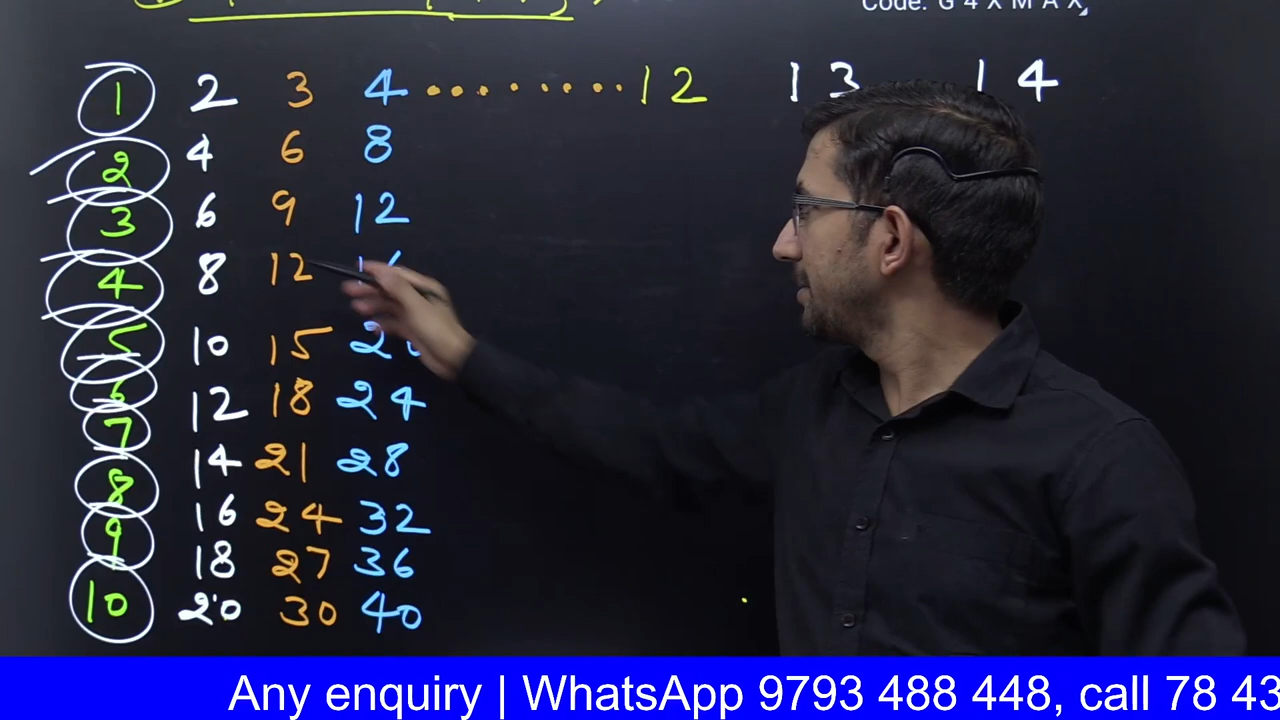 Code: G 4 X M A X
1 2 3 4 ......... 12 13 14
2 4 6 8
3 6 9 12
4 8 12
5 10 15
6 12 18 24
7 14 21 28
8 16 24 32
9 18 27 36
10 20 30 40
Any enquiry | WhatsApp 9793 488 448, call 78 43